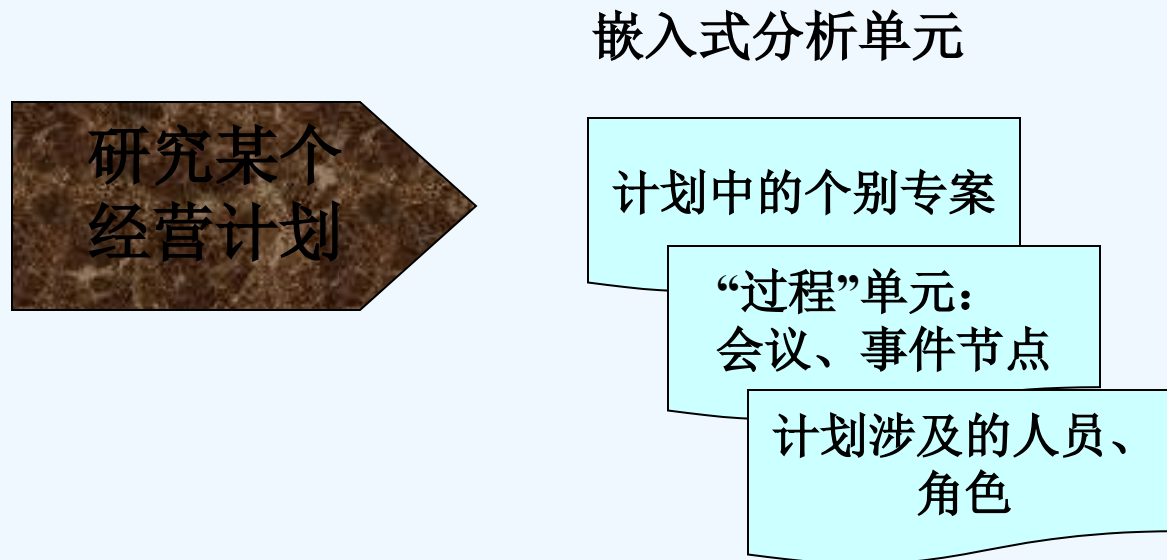 嵌入式分析单元
研究某个
经营计划
计划中的个别专案
“过程”单元：
会议、事件节点
计划涉及的人员、
角色